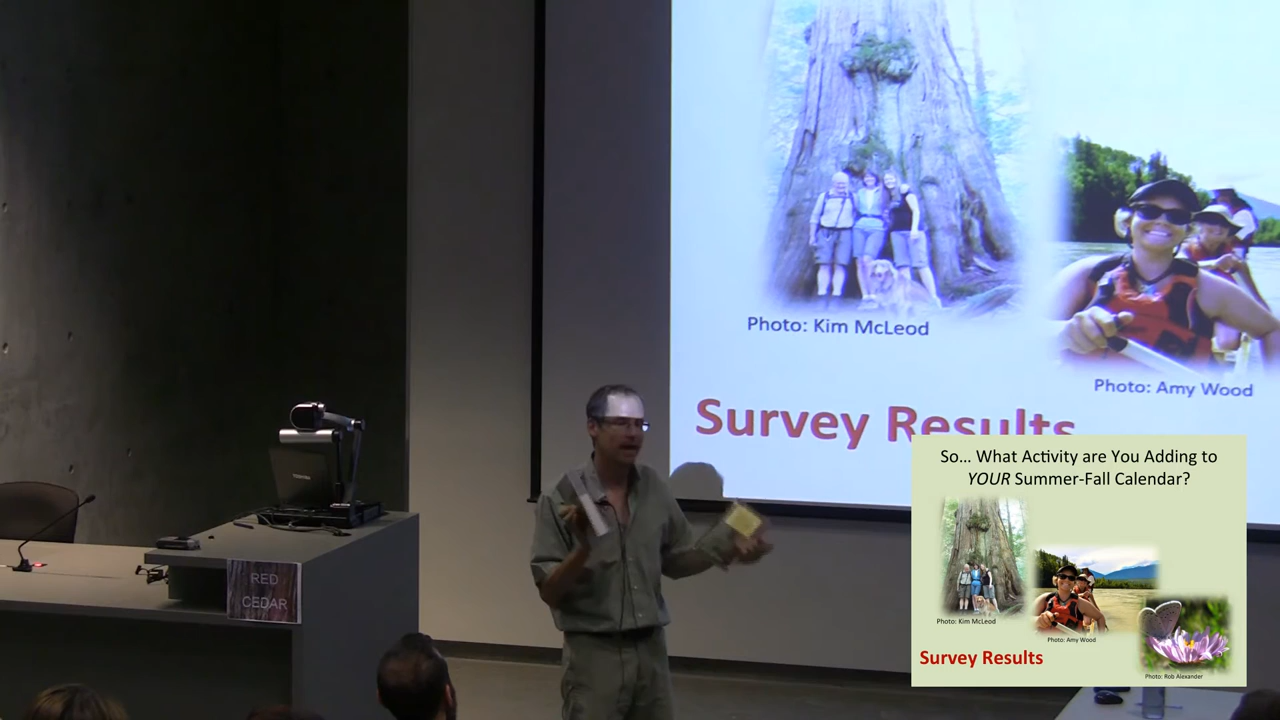 Photo: Kim McLeod
Photo: Amy Wood
Survey Results
RED
CEDAR
So... What Activity are You Adding to
YOUR Summer-Fall Calendar?
Photo: Kim McLeod
Photo: Amy Wood
Survey Results
Photo: Rob Alexander